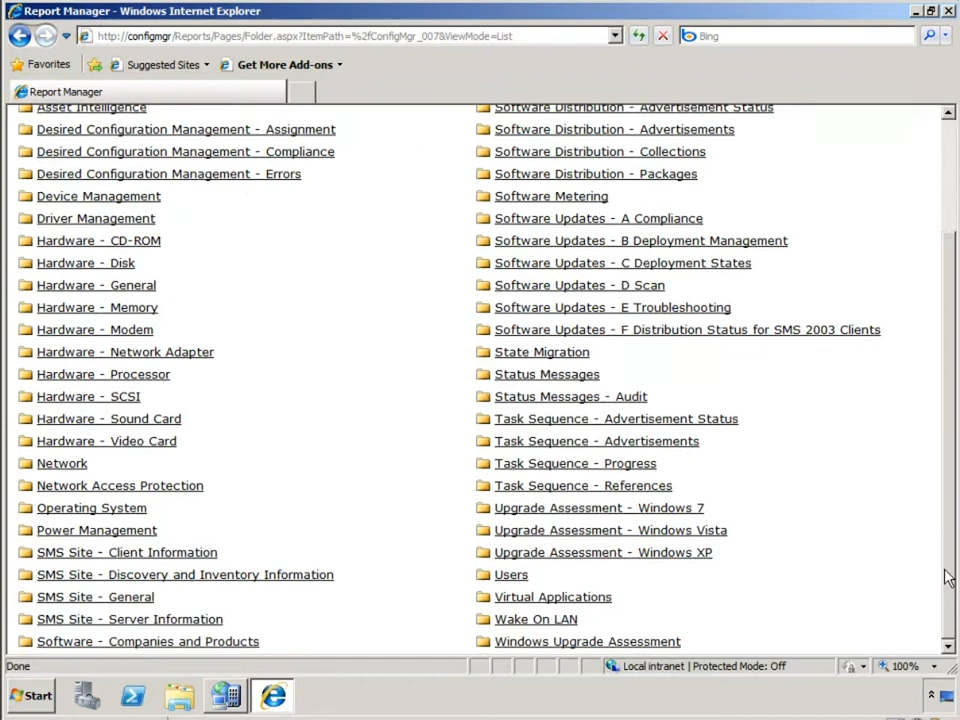 Report Manager - Windows Internet Explorer
http://configmgr/Reports/Pages/Folder.aspx?ItemPath=%2fConfigMgr_007&ViewMode=List
Bing
Favorites
Suggested Sites
Get More Add-ons
Report Manager
Asset Intelligence
Desired Configuration Management - Assignment
Desired Configuration Management - Compliance
Desired Configuration Management - Errors
Device Management
Driver Management
Hardware - CD-ROM
Hardware - Disk
Hardware - General
Hardware - Memory
Hardware - Modem
Hardware - Network Adapter
Hardware - Processor
Hardware - SCSI
Hardware - Sound Card
Hardware - Video Card
Network
Network Access Protection
Operating System
Power Management
SMS Site - Client Information
SMS Site - Discovery and Inventory Information
SMS Site - General
SMS Site - Server Information
Software - Companies and Products
Software Distribution - Advertisement Status
Software Distribution - Advertisements
Software Distribution - Collections
Software Distribution - Packages
Software Metering
Software Updates - A Compliance
Software Updates - B Deployment Management
Software Updates - C Deployment States
Software Updates - D Scan
Software Updates - E Troubleshooting
Software Updates - F Distribution Status for SMS 2003 Clients
State Migration
Status Messages
Status Messages - Audit
Task Sequence - Advertisement Status
Task Sequence - Advertisements
Task Sequence - Progress
Task Sequence - References
Upgrade Assessment - Windows 7
Upgrade Assessment - Windows Vista
Upgrade Assessment - Windows XP
Users
Virtual Applications
Wake On LAN
Windows Upgrade Assessment
Done
Local intranet | Protected Mode: Off
100%
Start